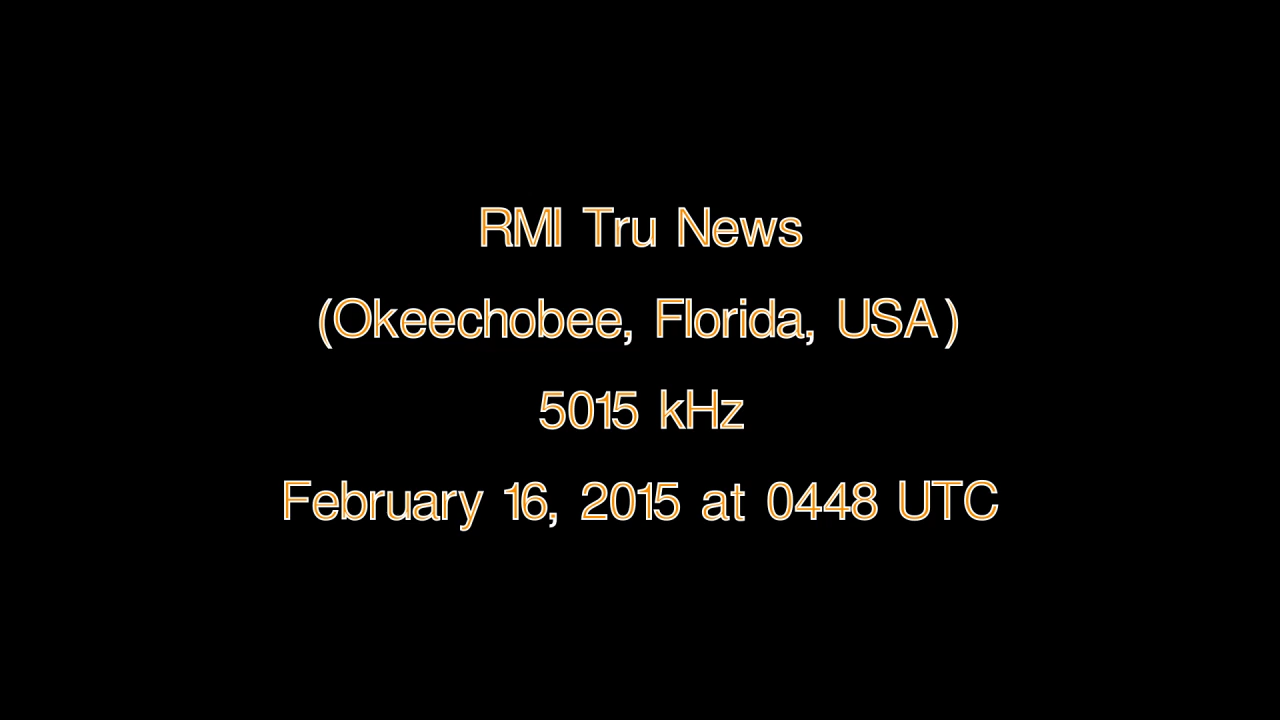 RMI Tru News
(Okeechobee, Florida, USA)
5015 kHz
February 16, 2015 at 0448 UTC